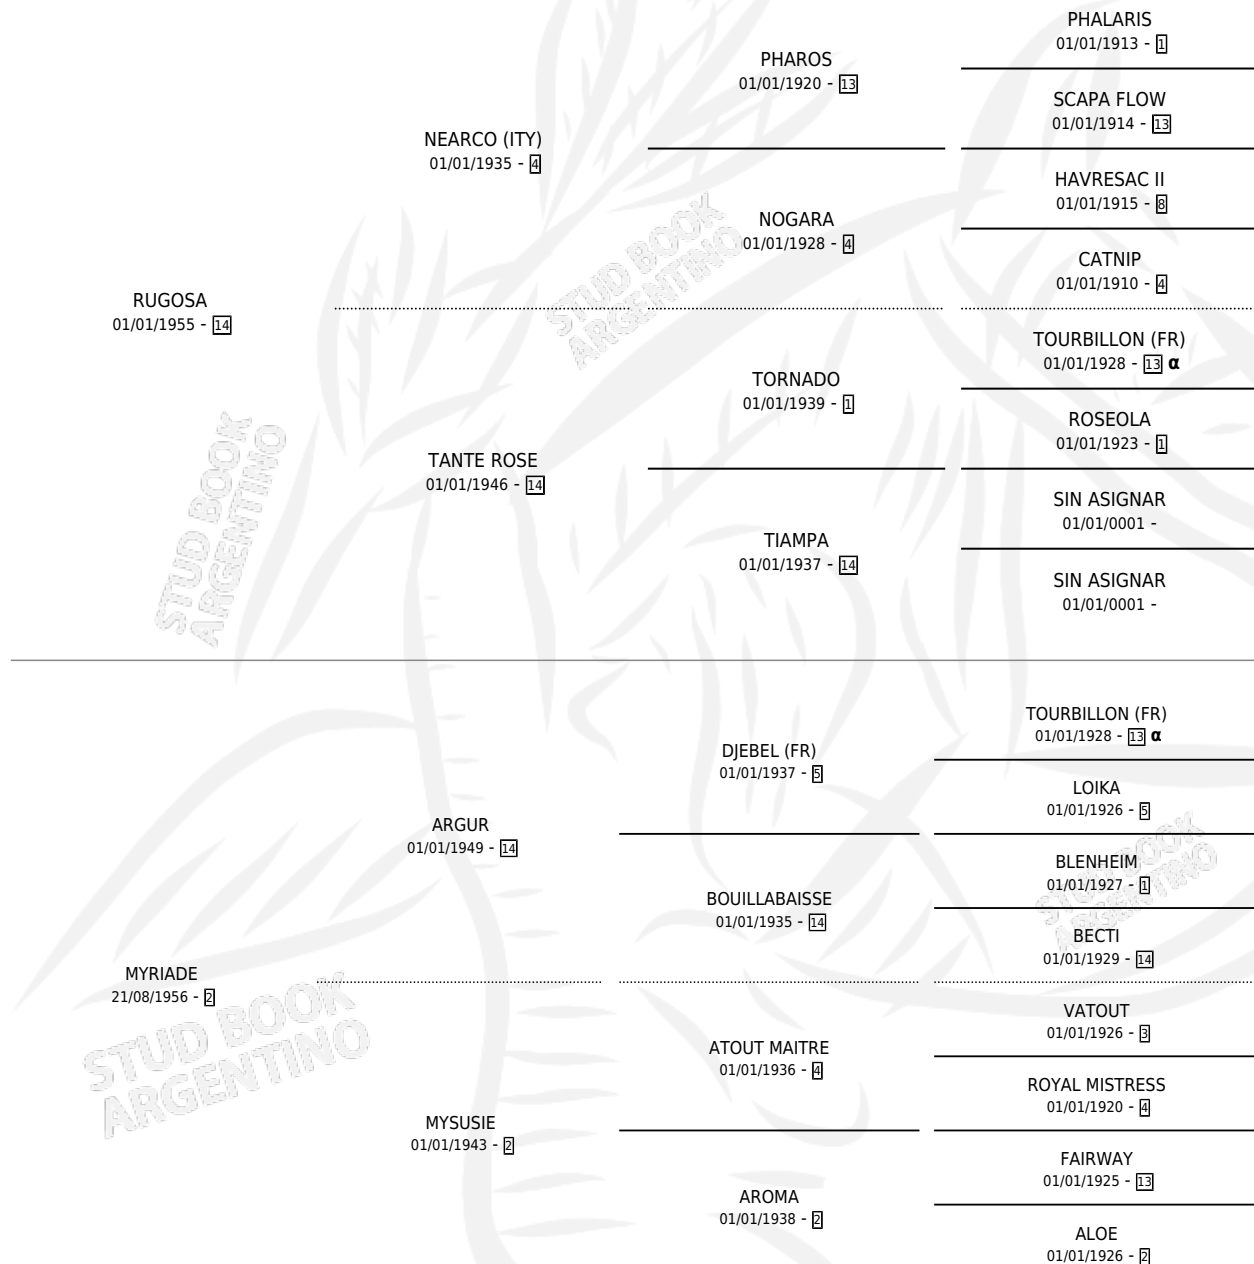 PHALARIS
01/01/1913 - 1
PHAROS
01/01/1920 - 13
SCAPA FLOW
01/01/1914 - 13
NEARCO (ITY)
01/01/1935 - 4
HAVRESAC II
01/01/1915 - 8
NOGARA
01/01/1928 - 4
CATNIP
01/01/1910 - 4
RUGOSA
01/01/1955 - 14
TOURBILLON (FR)
01/01/1928 - 13 α
TORNADO
01/01/1939 - 1
ROSEOLA
01/01/1923 - 1
TANTE ROSE
01/01/1946 - 14
SIN ASIGNAR
01/01/0001 -
TIAMPA
01/01/1937 - 14
SIN ASIGNAR
01/01/0001 -
STUD BOOK
ARGENTINO
STUD BOOK
ARGENTINO
TOURBILLON (FR)
01/01/1928 - 13 α
DJEBEL (FR)
01/01/1937 - 5
LOIKA
01/01/1926 - 5
ARGUR
01/01/1949 - 14
BLENHEIM
01/01/1927 - 1
BOUILLABAISSE
01/01/1935 - 14
BECTI
01/01/1929 - 14
MYRIADE
21/08/1956 - 2
VATOUT
01/01/1926 - 3
ATOUT MAITRE
01/01/1936 - 4
ROYAL MISTRESS
01/01/1920 - 4
MYSUSIE
01/01/1943 - 2
FAIRWAY
01/01/1925 - 13
AROMA
01/01/1938 - 2
ALOE
01/01/1926 - 2
STUD BOOK
ARGENTINO
STUD BOOK
ARGENTINO